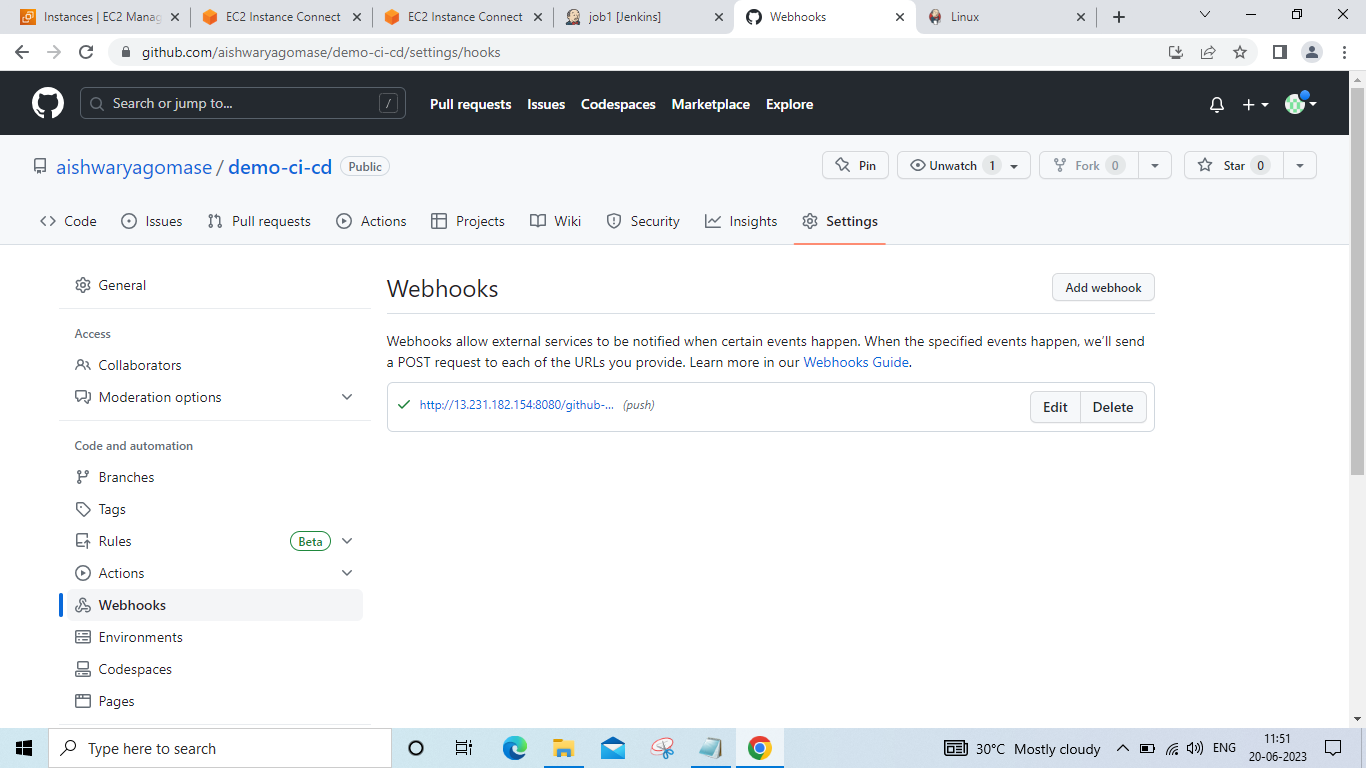 Instances | EC2 Manag
EC2 Instance Connect
EC2 Instance Connect
job1 [Jenkins]
Webhooks
Linux
github.com/aishwaryagomase/demo-ci-cd/settings/hooks
Search or jump to...
/
Pull requests
Issues
Codespaces
Marketplace
Explore
aishwaryagomase / demo-ci-cd
Public
Pin
Unwatch 1
Fork 0
Star 0
Code
Issues
Pull requests
Actions
Projects
Wiki
Security
Insights
Settings
General
Access
Collaborators
Moderation options
Code and automation
Branches
Tags
Rules
Beta
Actions
Webhooks
Environments
Codespaces
Pages
Webhooks
Add webhook
Webhooks allow external services to be notified when certain events happen. When the specified events happen, we’ll send
a POST request to each of the URLs you provide. Learn more in our Webhooks Guide.
http://13.231.182.154:8080/github-... (push)
Edit
Delete
Type here to search
30°C Mostly cloudy
ENG
11:51
20-06-2023